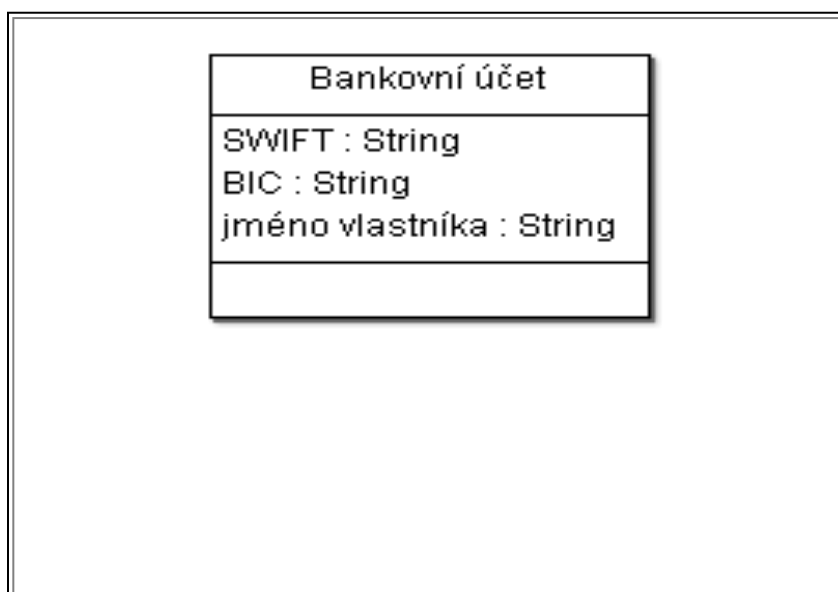 Bankovní účet
SWIFT : String
BIC : String
jméno vlastníka : String